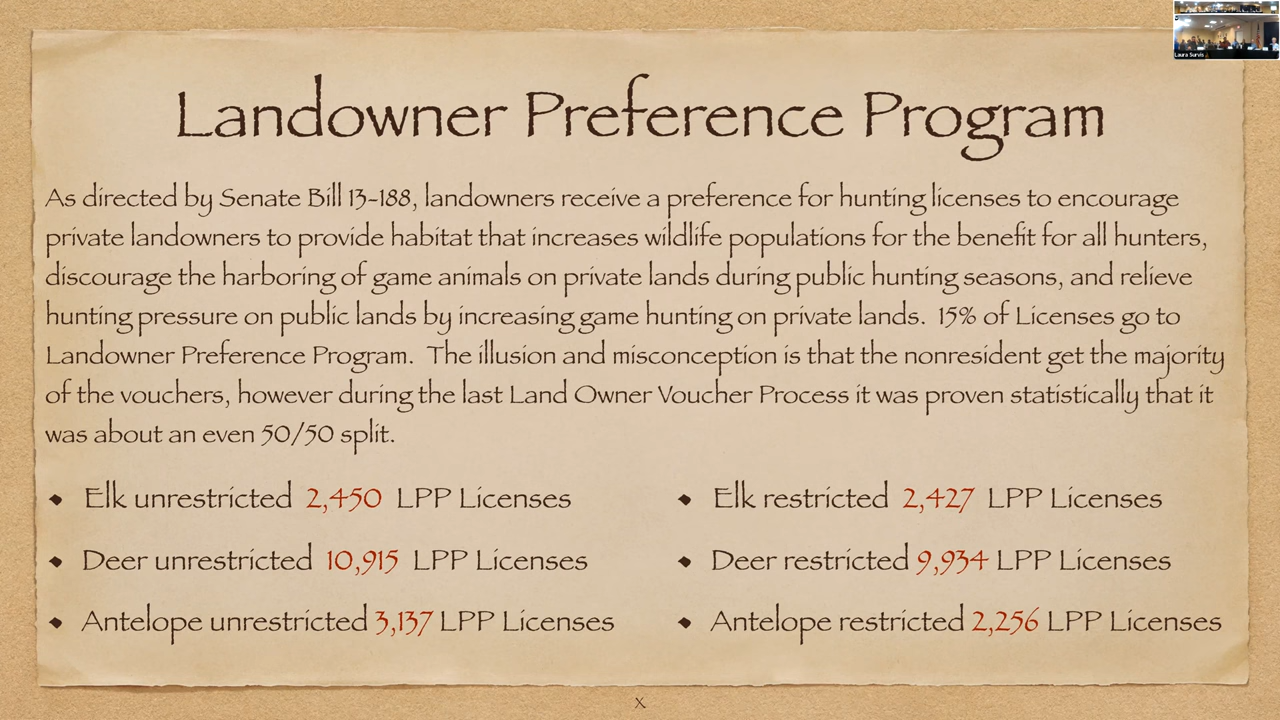 Laura Survis
Landowner Preference Program
As directed by Senate Bill 13-188, landowners receive a preference for hunting licenses to encourage
private landowners to provide habitat that increases wildlife populations for the benefit for all hunters,
discourage the harboring of game animals on private lands during public hunting seasons, and relieve
hunting pressure on public lands by increasing game hunting on private lands. 15% of Licenses go to
Landowner Preference Program. The illusion and misconception is that the nonresident get the majority
of the vouchers, however during the last Land Owner Voucher Process it was proven statistically that it
was about an even 50/50 split.
• Elk unrestricted 2,450 LPP Licenses
• Deer unrestricted 10,915 LPP Licenses
• Antelope unrestricted 3,137 LPP Licenses
• Elk restricted 2,427 LPP Licenses
• Deer restricted 9,934 LPP Licenses
• Antelope restricted 2,256 LPP Licenses
x